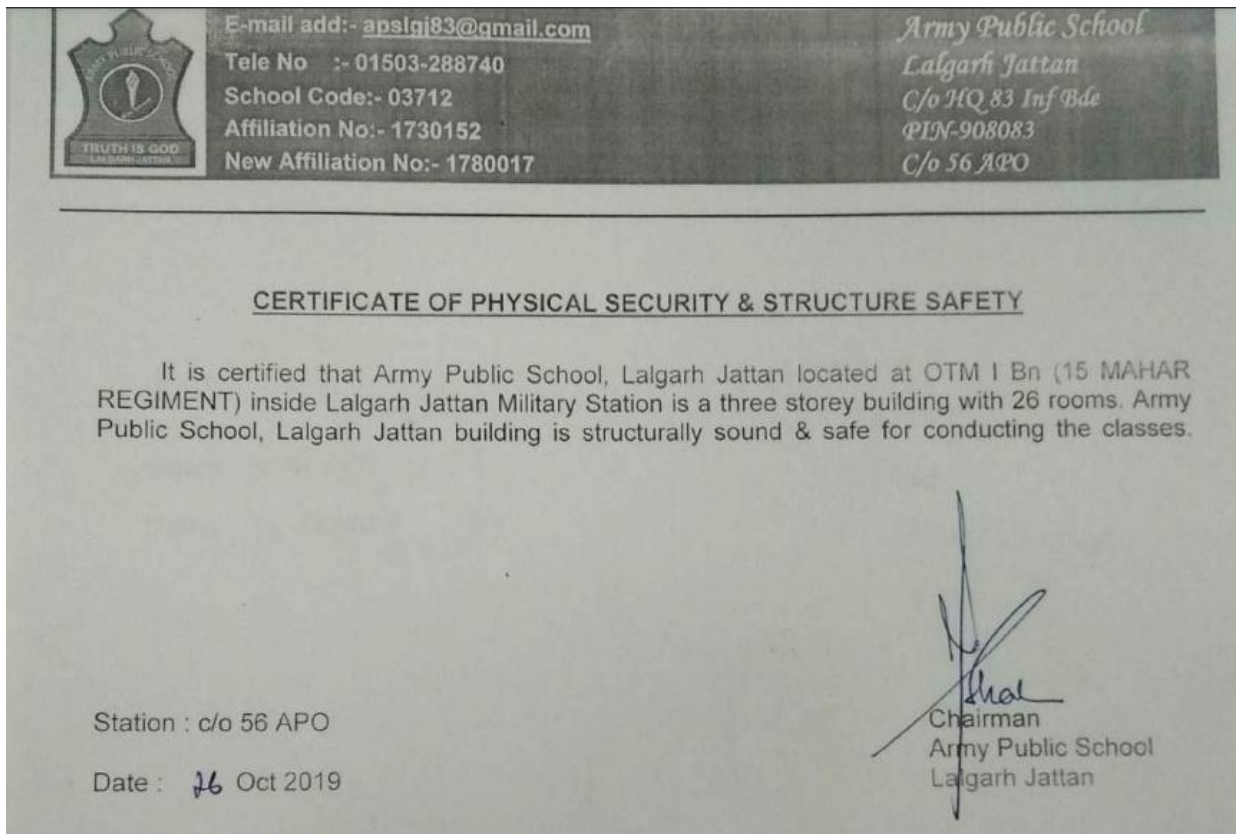 ARMY PUBLIC SCHOOL
TRUTH IS GOD
LALGARH JATTAN
E-mail add:- apslgj83@gmail.com
Tele No :- 01503-288740
School Code:- 03712
Affiliation No:- 1730152
New Affiliation No:- 1780017
Army Public School
Lalgarh Jattan
C/o HQ 83 Inf Bde
PIN-908083
C/o 56 APO
CERTIFICATE OF PHYSICAL SECURITY & STRUCTURE SAFETY
It is certified that Army Public School, Lalgarh Jattan located at OTM I Bn (15 MAHAR
REGIMENT) inside Lalgarh Jattan Military Station is a three storey building with 26 rooms. Army
Public School, Lalgarh Jattan building is structurally sound & safe for conducting the classes.
Chairman
Army Public School
Lalgarh Jattan
Station : c/o 56 APO
Date : 26 Oct 2019